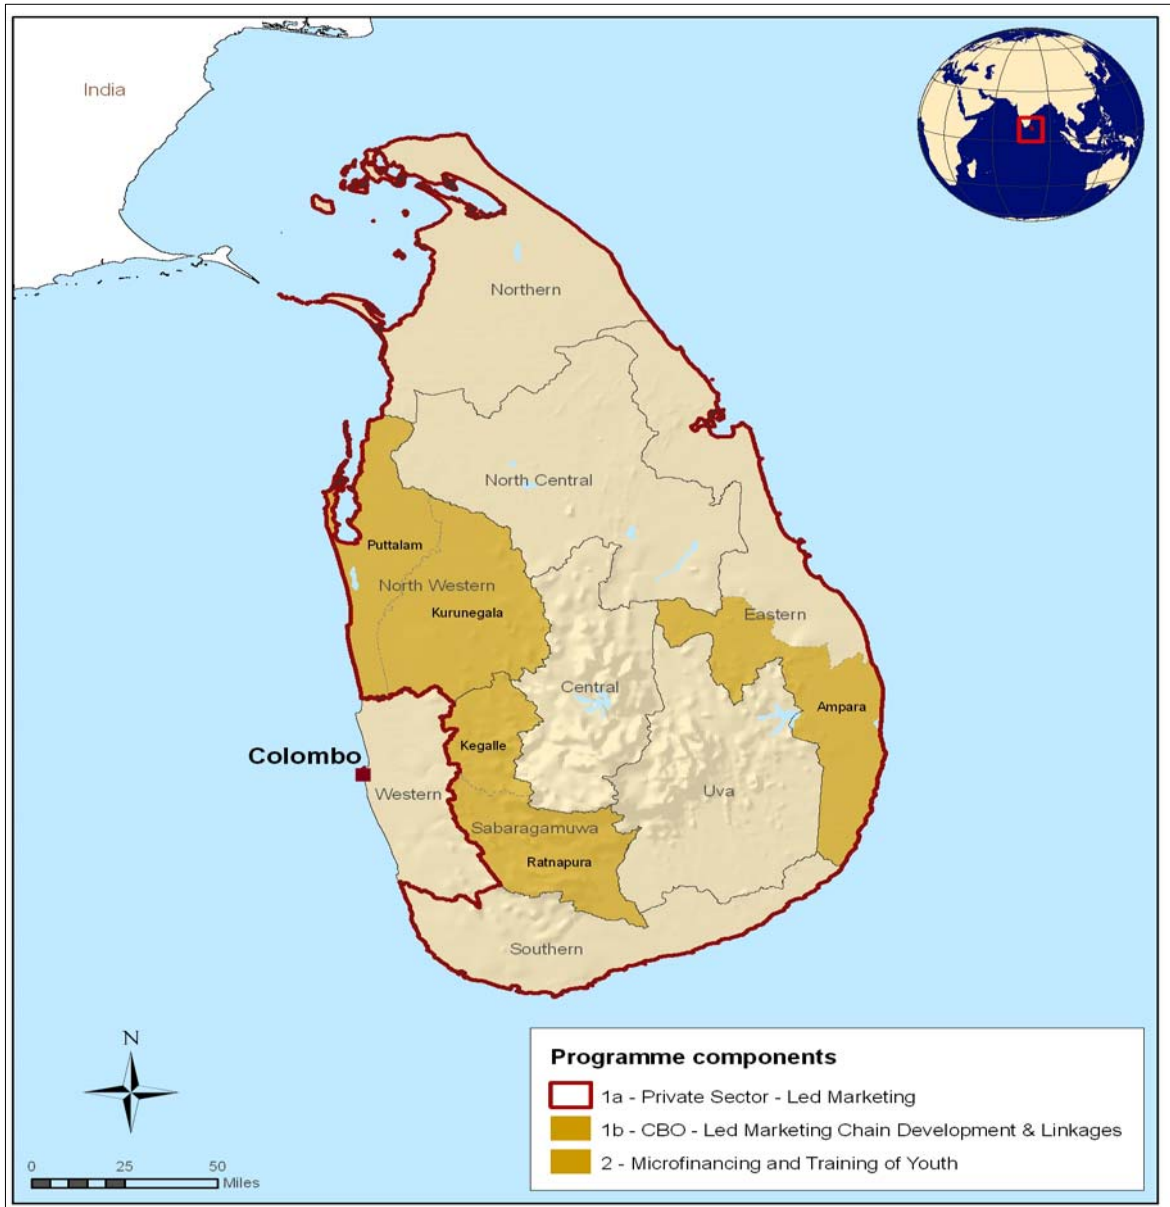 India
Northern
North Central
Puttalam
North Western
Kurunegala
Eastern
Central
Ampara
Kegalle
Colombo
Uva
Western
Sabaragamuwa
Ratnapura
Southern
N
0 25 50
Miles
Programme components
1a - Private Sector - Led Marketing
1b - CBO - Led Marketing Chain Development & Linkages
2 - Microfinancing and Training of Youth